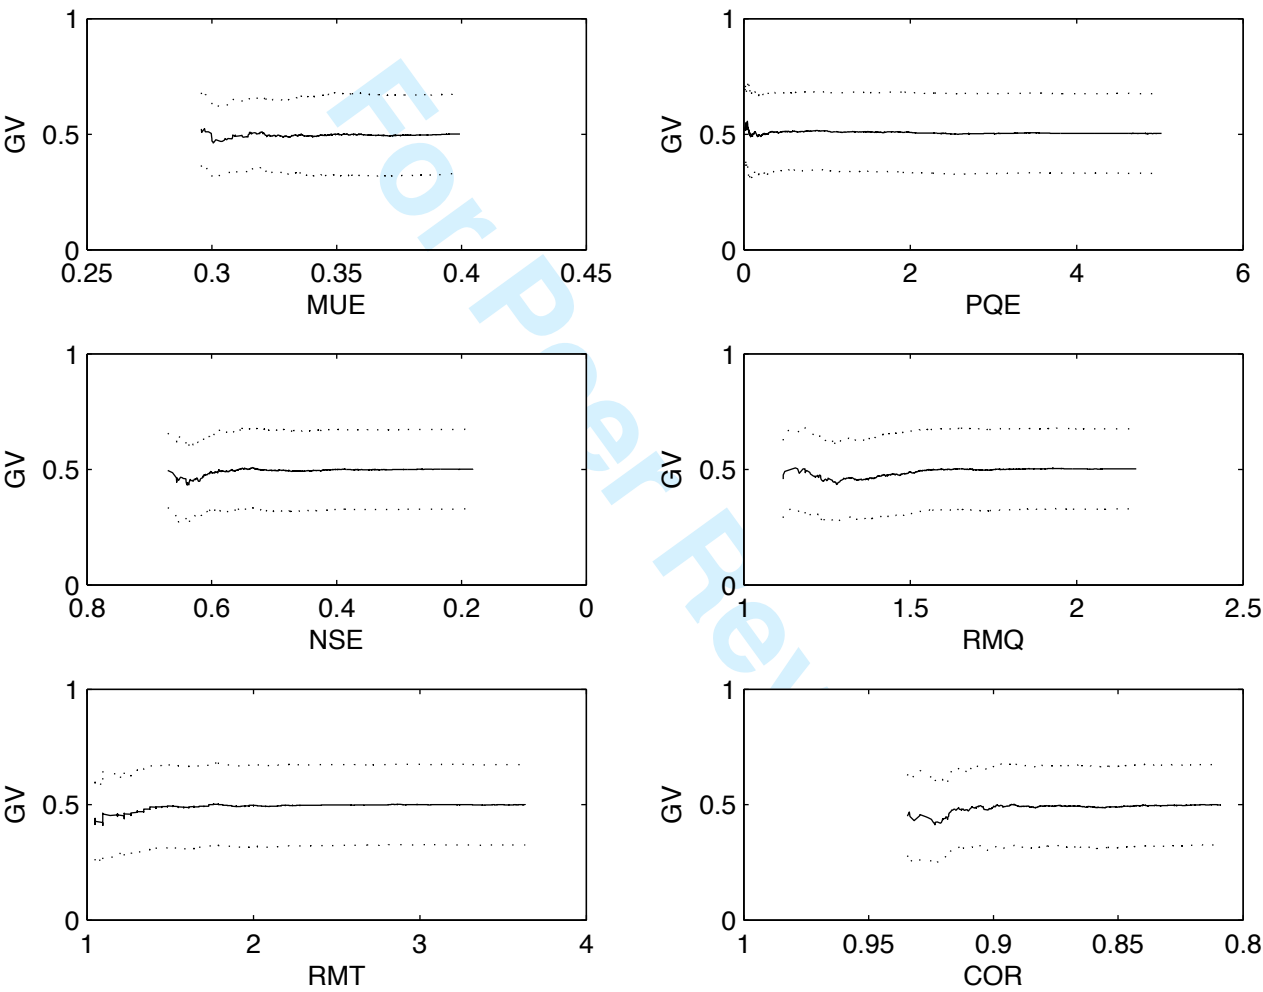 1
GV
0.5
0
0.25 0.3 0.35 0.4 0.45
MUE
1
GV
0.5
0
0 2 4 6
PQE
1
GV
0.5
0
0.8 0.6 0.4 0.2 0
NSE
1
GV
0.5
0
1 1.5 2 2.5
RMQ
1
GV
0.5
0
1 2 3 4
RMT
1
GV
0.5
0
1 0.95 0.9 0.85 0.8
COR
For Peer Rev